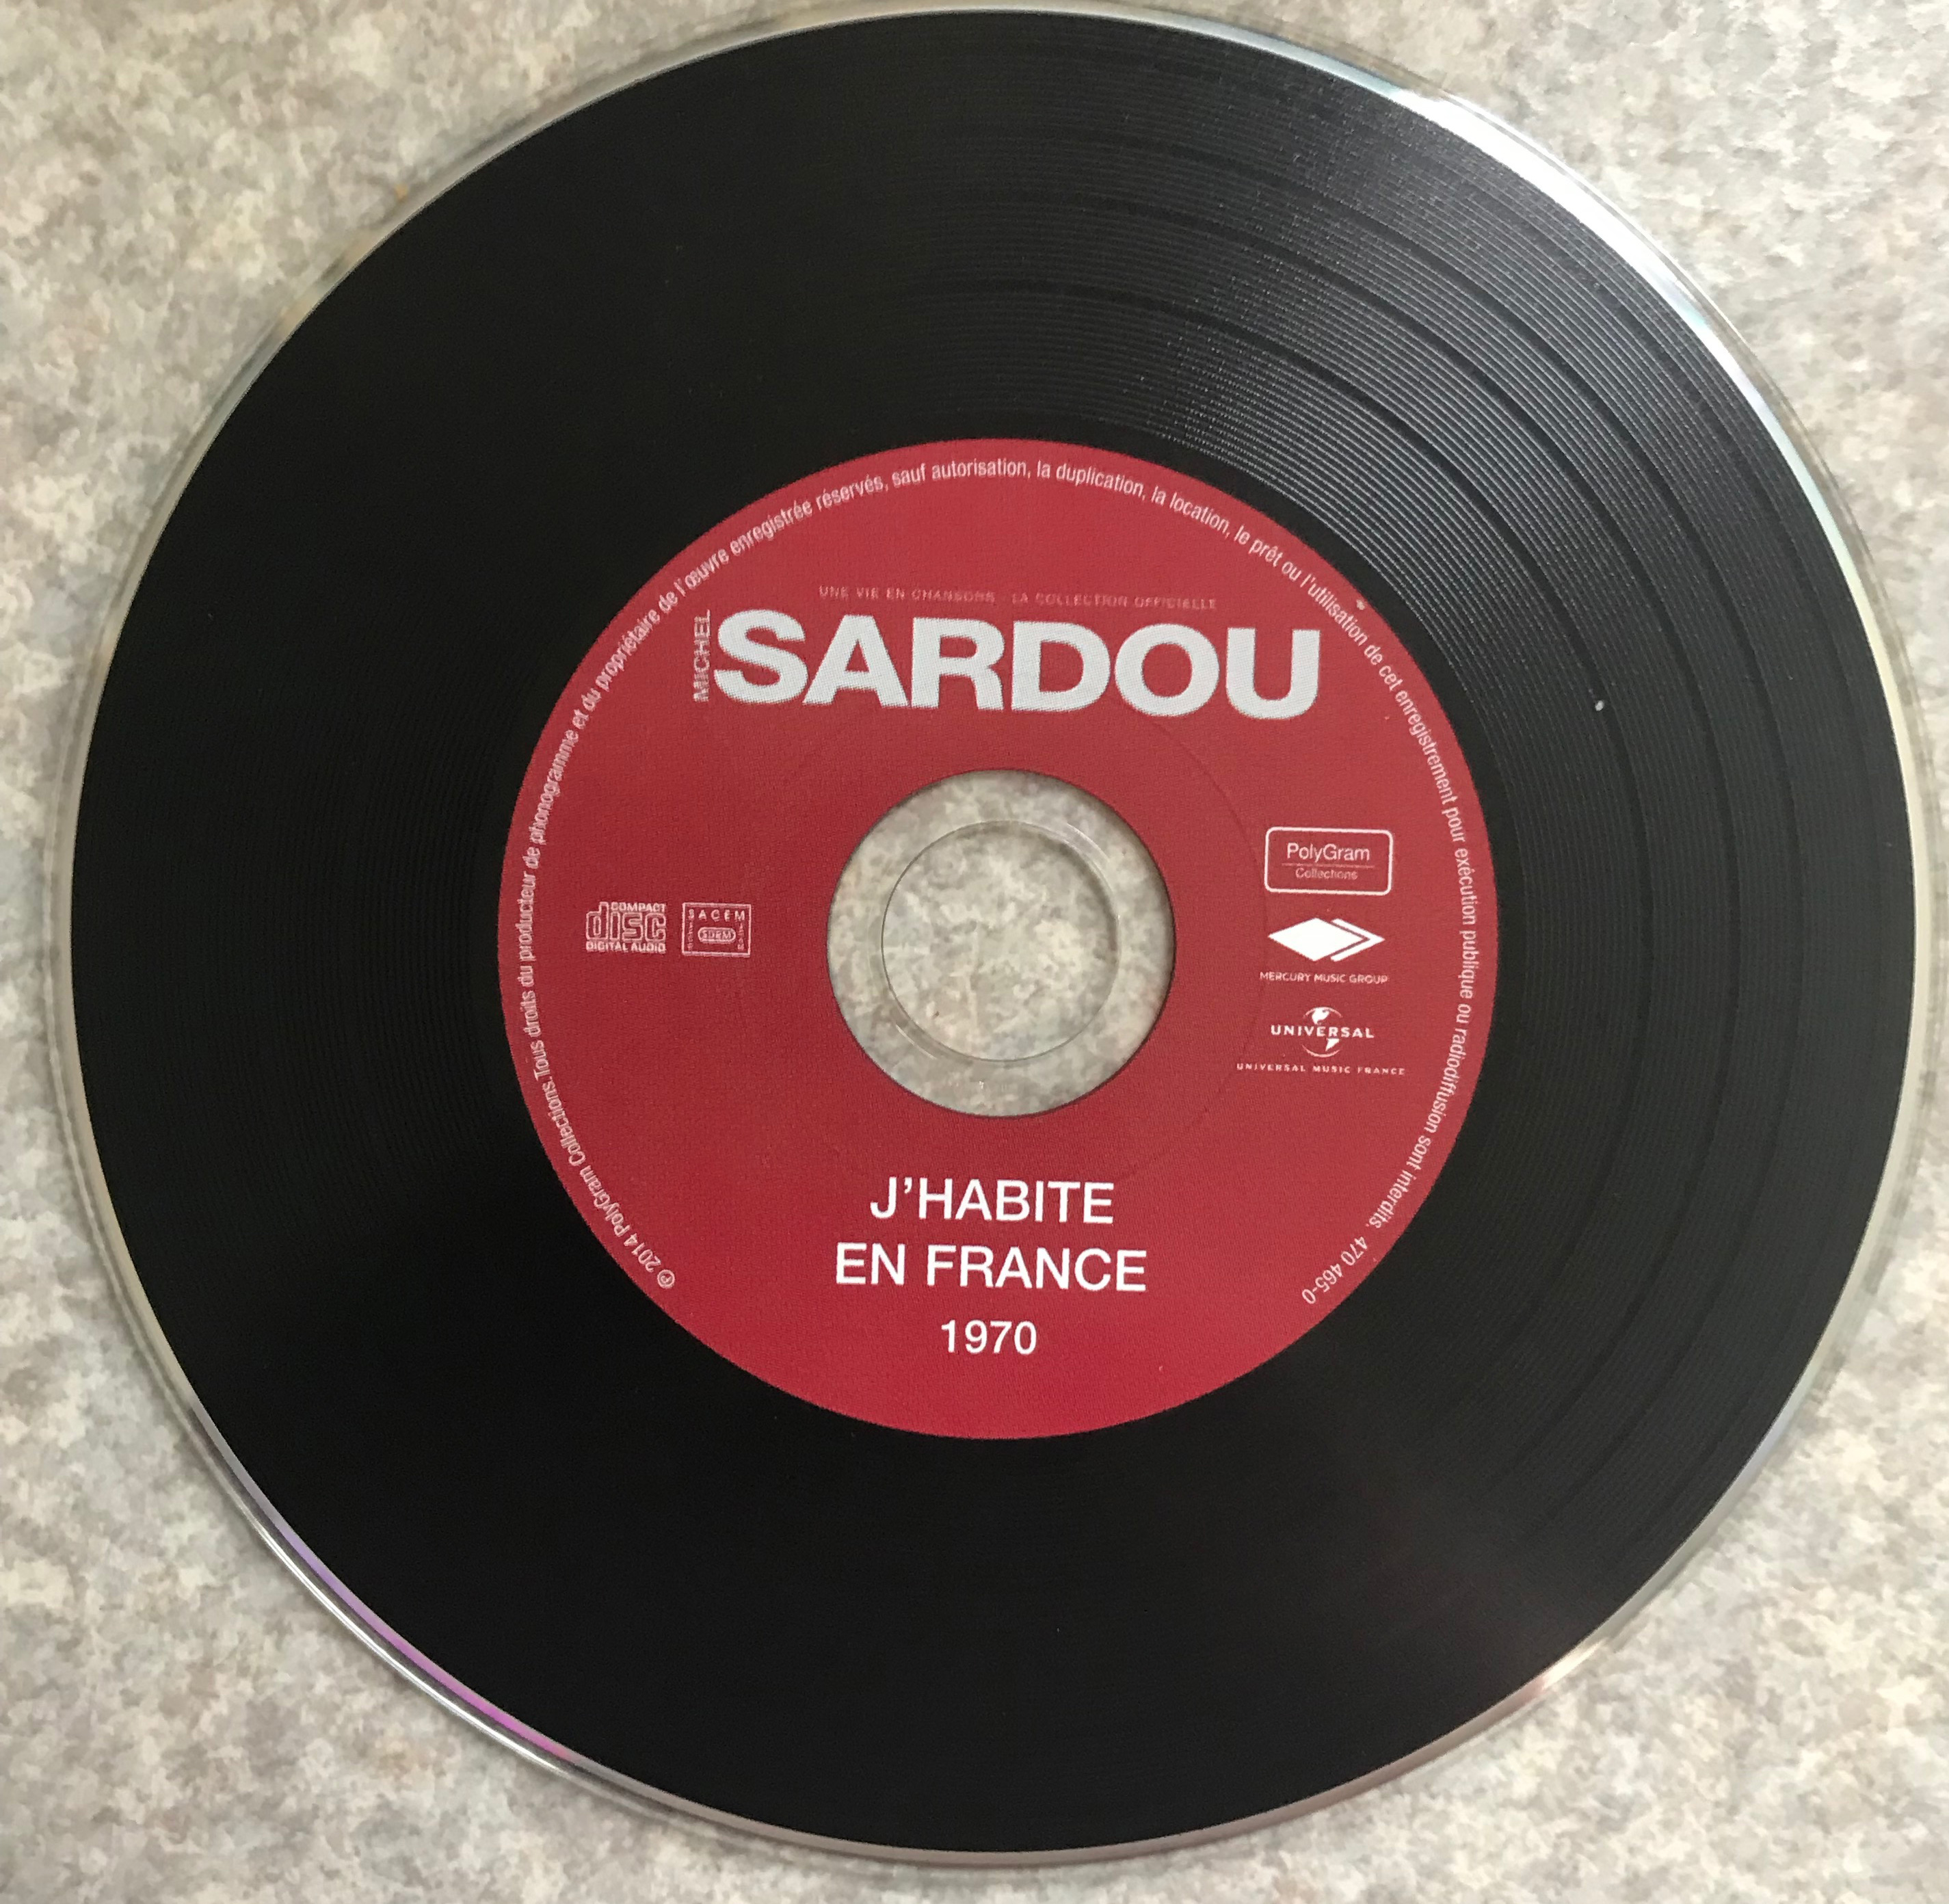 ℗ 2014 PolyGram Collections. Tous droits du producteur de phonogramme et du propriétaire de l'œuvre enregistrée réservés, sauf autorisation, la duplication, la location, le prêt ou l'utilisation de cet enregistrement pour exécution publique ou radiodiffusion sont interdits. 470 465-0
UNE VIE EN CHANSONS - LA COLLECTION OFFICIELLE
MICHEL
SARDOU
COMPACT
disc
DIGITAL AUDIO
SACEM
SDRM
PolyGram
Collections
MERCURY MUSIC GROUP
UNIVERSAL
UNIVERSAL MUSIC FRANCE
J'HABITE
EN FRANCE
1970